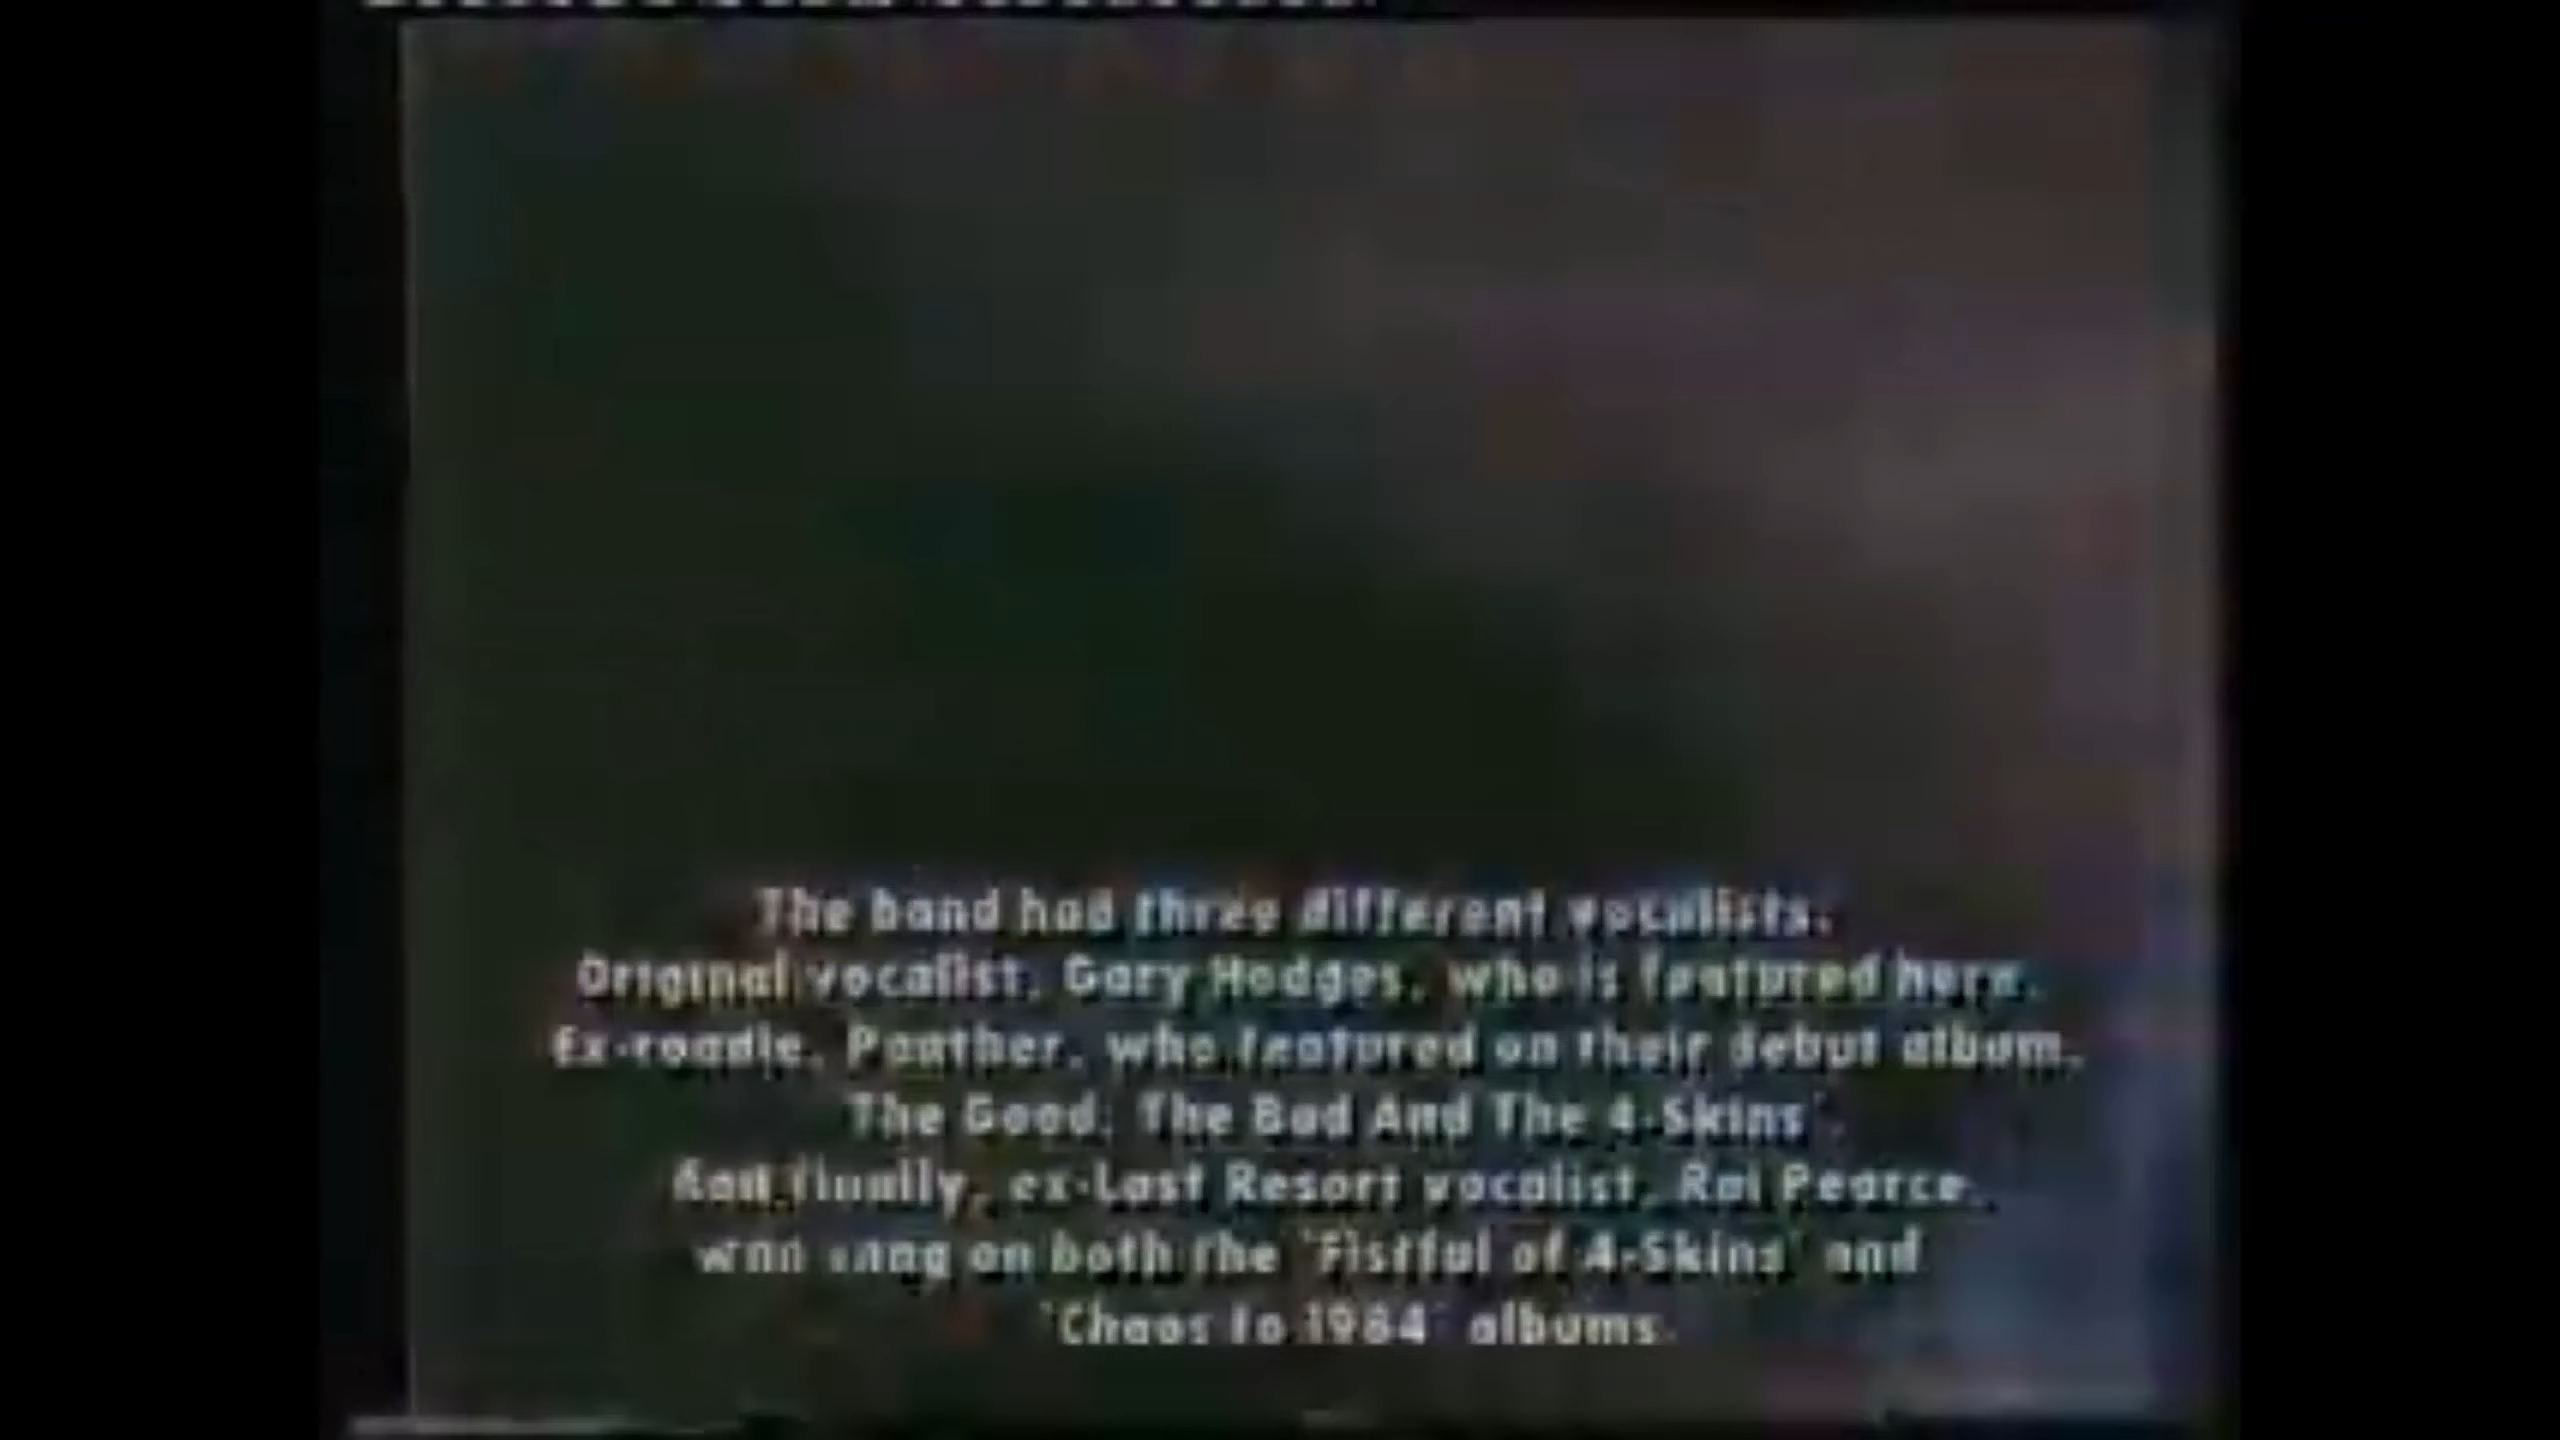 The band had three different vocalists.
Original vocalist, Gary Hodges, who is featured here.
Ex-roadie, Panther, who featured on their debut album,
'The Good, The Bad And The 4-Skins'.
And finally, ex-Last Resort vocalist, Roi Pearce,
who sang on both the 'Fistful of 4-Skins' and
'Chaos to 1984' albums.